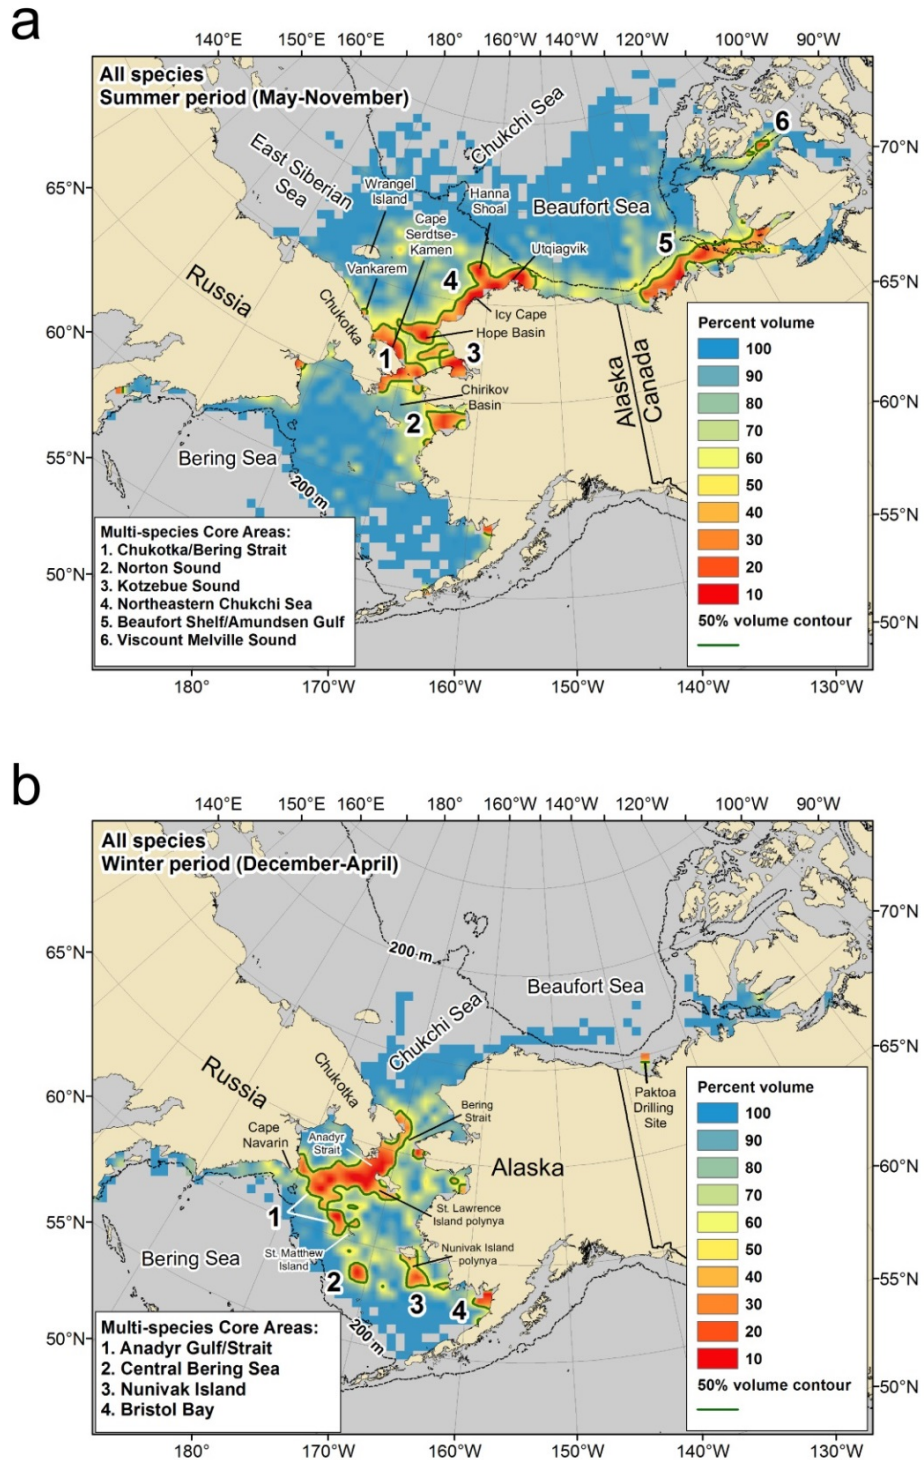 a
140°E 150°E 160°E 180° 160°W 140°W 120°W 100°W 90°W
All species
Summer period (May-November)
Chukchi Sea
6
70°N
East Siberian
Sea
65°N
Wrangel
Island
Hanna
Shoal
Beaufort Sea
Cape
Serdtse-
Kamen
Utqiagvik
5
Vankarem
4
65°N
Russia
Chukotka
Icy Cape
Hope Basin
60°N
1
3
Chirikov
Basin
2
Alaska
Canada
60°N
Bering Sea
55°N
200 m
55°N
50°N
50°N
Percent volume
100
90
80
70
60
50
40
30
20
10
50% volume contour
Multi-species Core Areas:
1. Chukotka/Bering Strait
2. Norton Sound
3. Kotzebue Sound
4. Northeastern Chukchi Sea
5. Beaufort Shelf/Amundsen Gulf
6. Viscount Melville Sound
180° 170°W 160°W 150°W 140°W 130°W
b
140°E 150°E 160°E 180° 160°W 140°W 120°W 100°W 90°W
All species
Winter period (December-April)
70°N
65°N
200 m
Beaufort Sea
Chukchi Sea
65°N
Russia
Chukotka
60°N
Paktoa
Drilling
Site
Bering
Strait
Cape
Navarin
Anadyr
Strait
Alaska
60°N
St. Lawrence
Island polynya
1
55°N
St. Matthew
Island
Nunivak Island
polynya
Bering Sea
2
3
4
55°N
200 m
50°N
50°N
Percent volume
100
90
80
70
60
50
40
30
20
10
50% volume contour
Multi-species Core Areas:
1. Anadyr Gulf/Strait
2. Central Bering Sea
3. Nunivak Island
4. Bristol Bay
180° 170°W 160°W 150°W 140°W 130°W